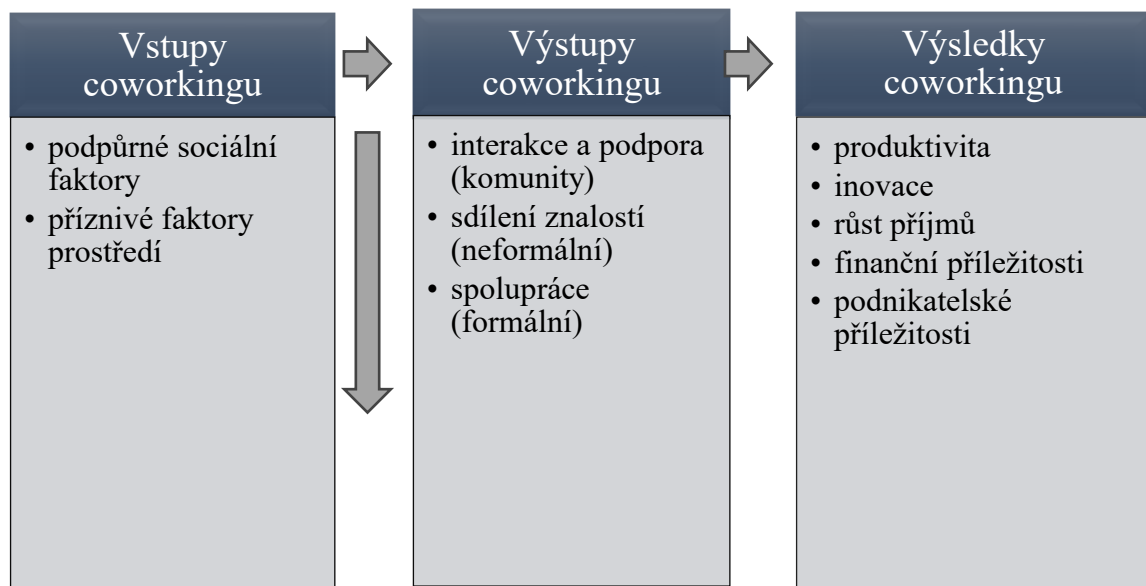 Vstupy
coworkingu
• podpůrné sociální
faktory
• příznivé faktory
prostředí
Výstupy
coworkingu
• interakce a podpora
(komunity)
• sdílení znalostí
(neformální)
• spolupráce
(formální)
Výsledky
coworkingu
• produktivita
• inovace
• růst příjmů
• finanční příležitosti
• podnikatelské
příležitosti